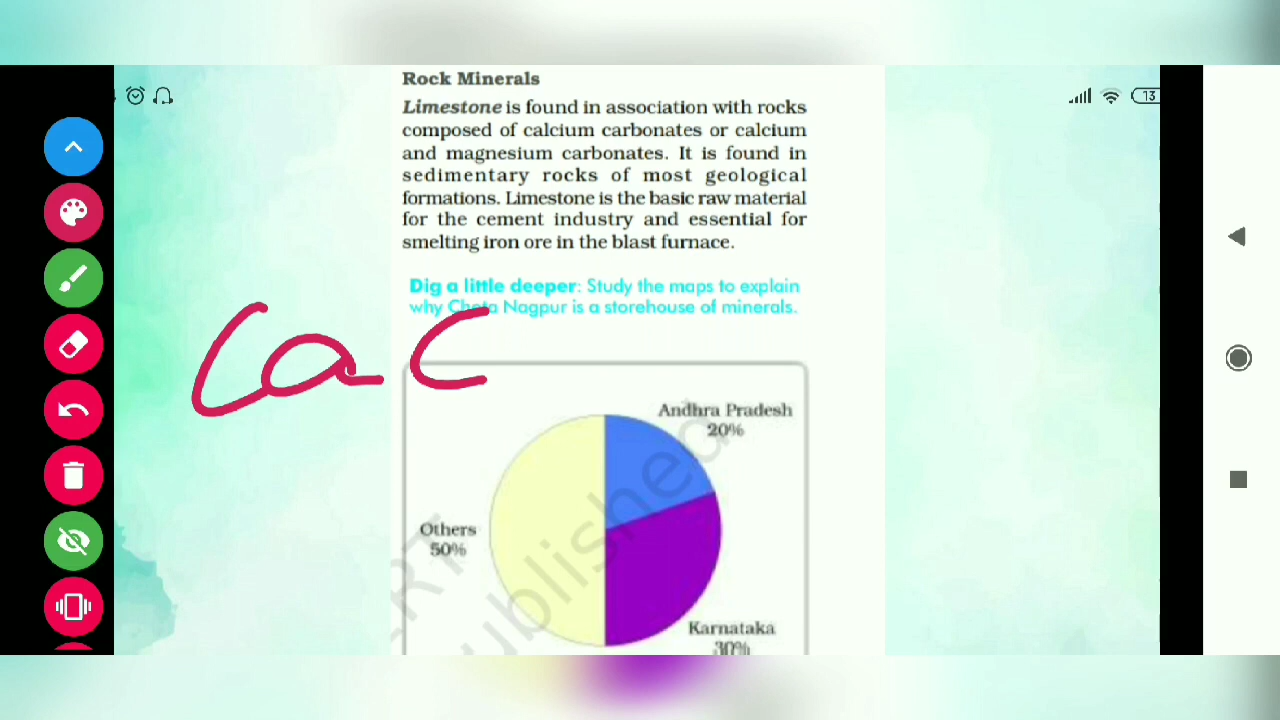 13
Rock Minerals
Limestone is found in association with rocks
composed of calcium carbonates or calcium
and magnesium carbonates. It is found in
sedimentary rocks of most geological
formations. Limestone is the basic raw material
for the cement industry and essential for
smelting iron ore in the blast furnace.
Dig a little deeper: Study the maps to explain
why Chota Nagpur is a storehouse of minerals.
CaC
Andhra Pradesh
20%
Others
50%
Karnataka
30%
ublished